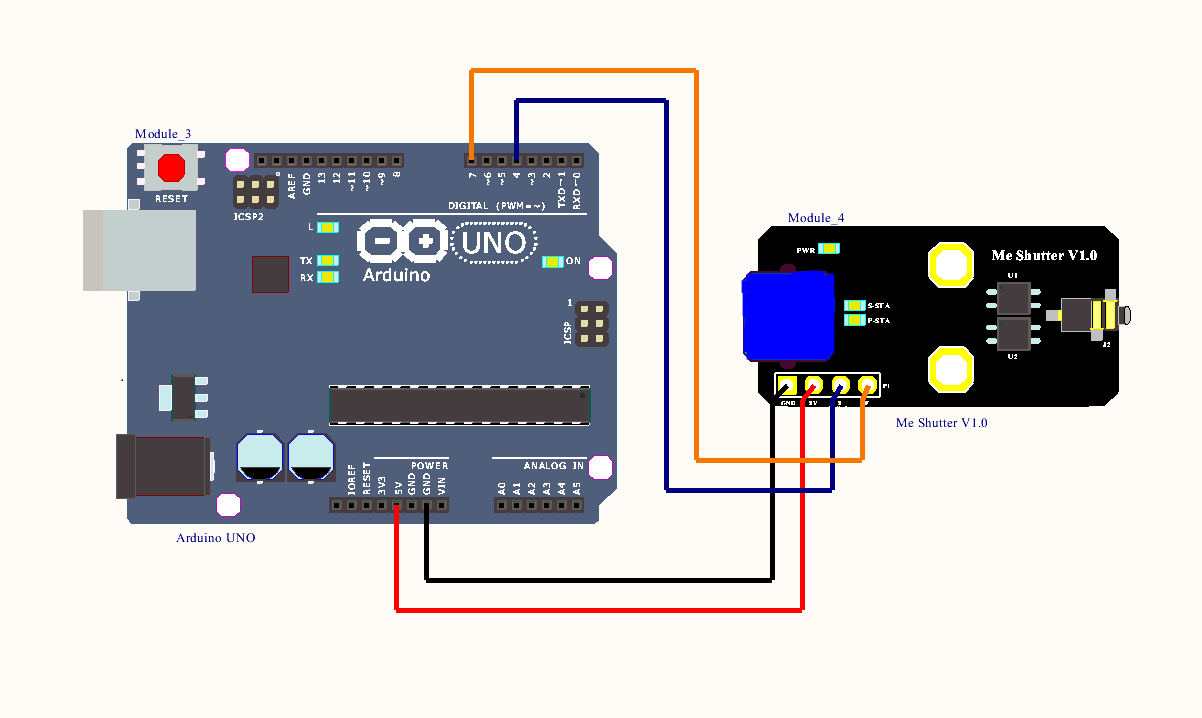 Module_3
RESET
ICSP2
AREF
GND
13
12
~11
~10
~9
8
7
~6
~5
4
~3
2
TXD~1
RXD~0
DIGITAL (PWM=~)
L
TX
RX
UNO
Arduino
ON
1
ICSP
POWER
ANALOG IN
IOREF
RESET
3V3
5V
GND
GND
VIN
A0
A1
A2
A3
A4
A5
Arduino UNO
Module_4
PWR
Me Shutter V1.0
U1
S-STA
F-STA
J2
U2
P1
GND
5V
Me Shutter V1.0